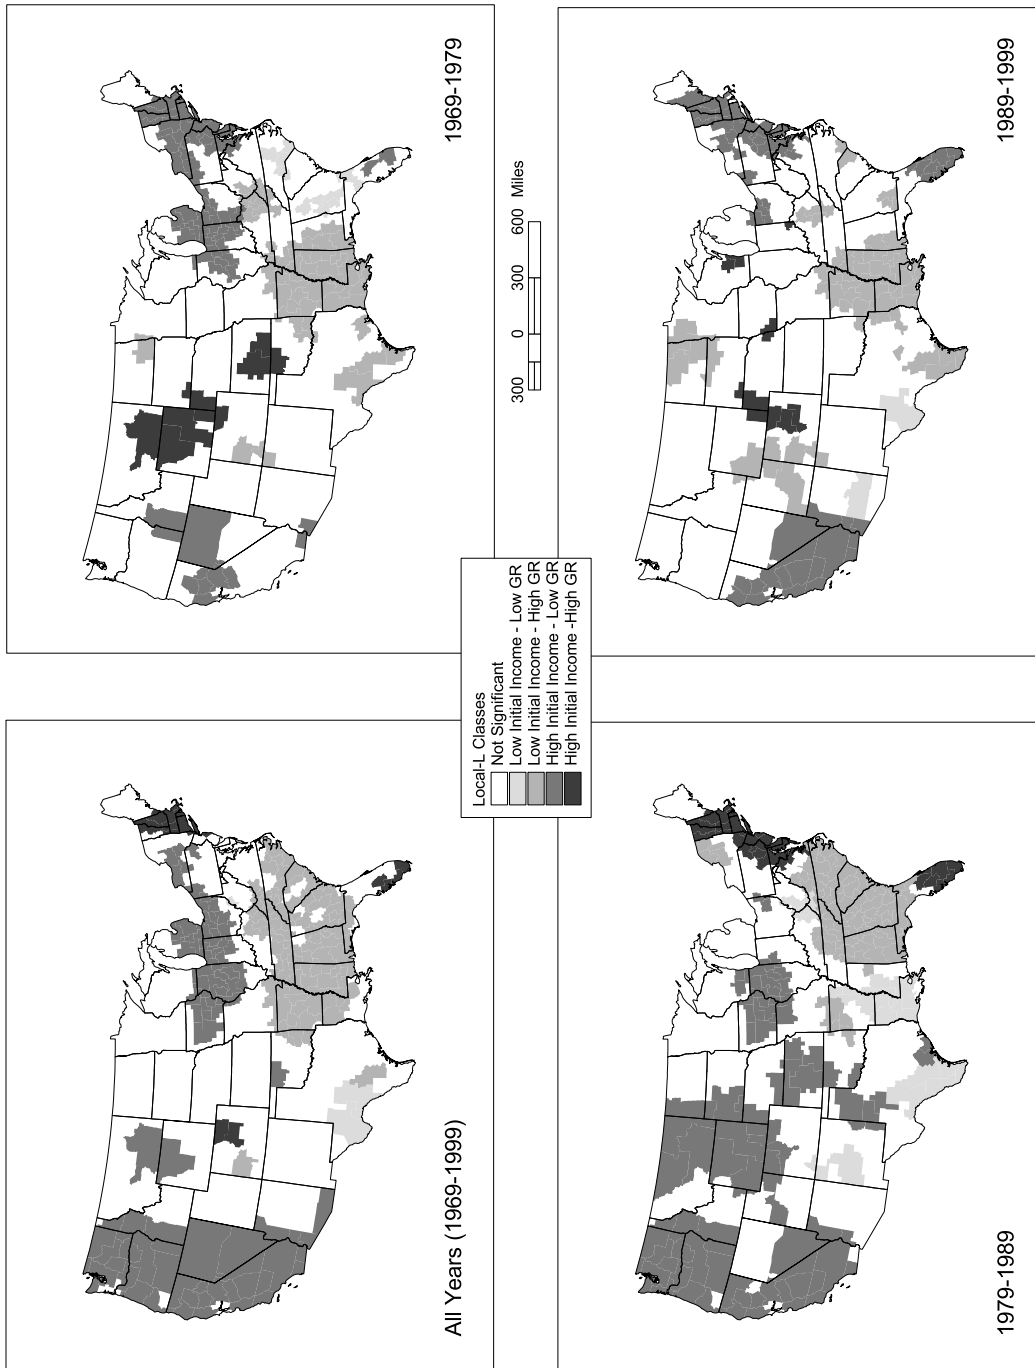 All Years (1969-1999)
1969-1979
Local-L Classes
Not Significant
Low Initial Income - Low GR
Low Initial Income - High GR
High Initial Income - Low GR
High Initial Income -High GR
300 0 300 600 Miles
1979-1989
1989-1999